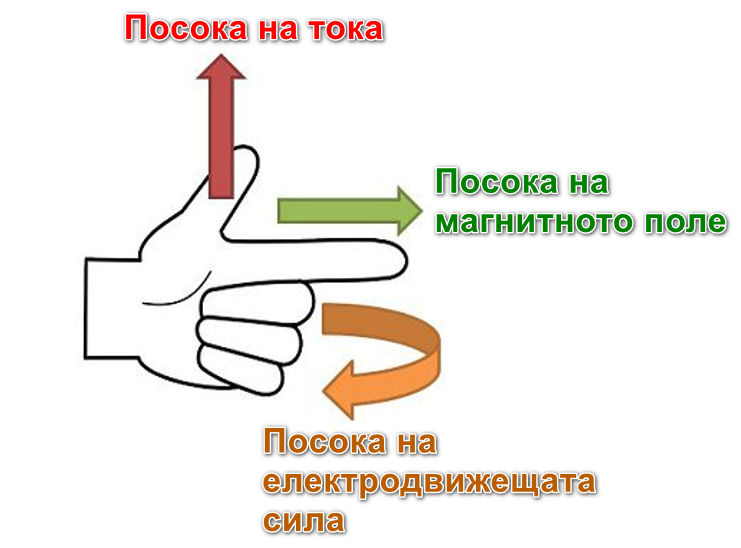 Посока на тока
Посока на
магнитното поле
Посока на
електродвижещата
сила